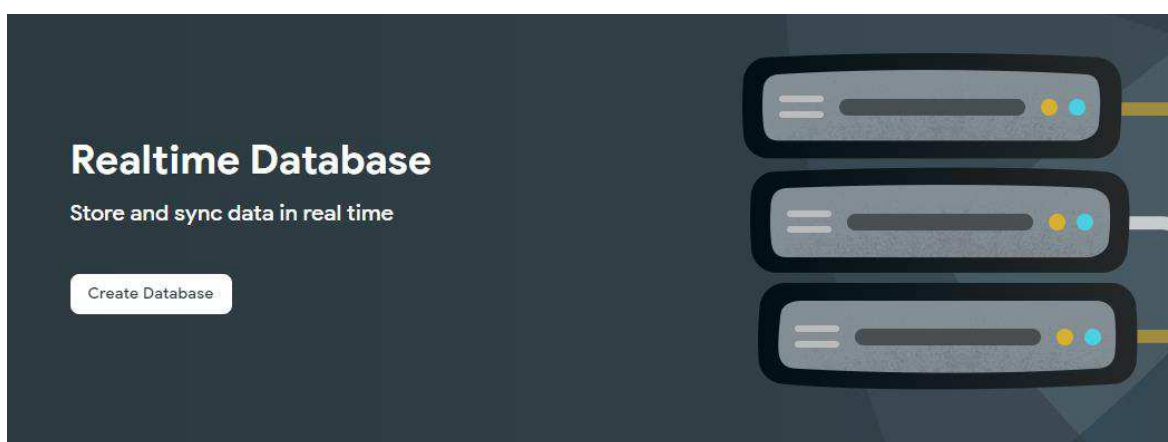 Realtime Database
Store and sync data in real time
Create Database